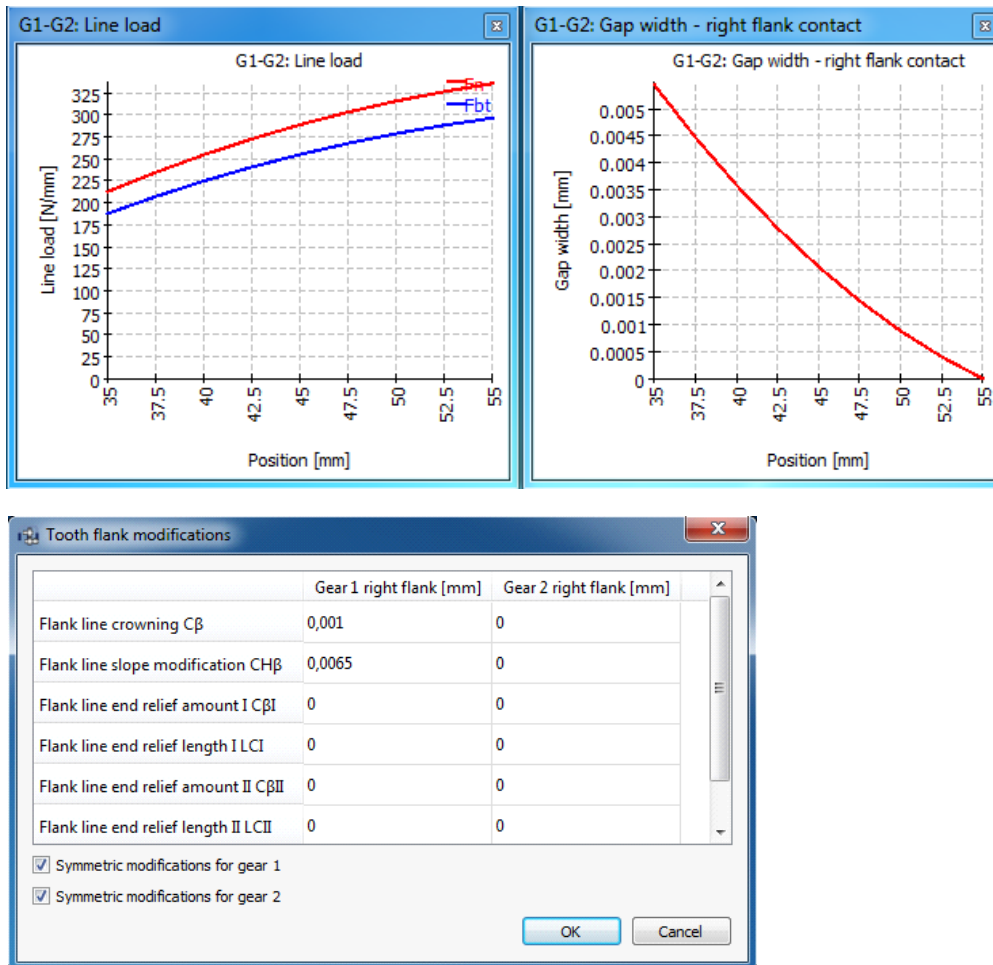 G1-G2: Line load
G1-G2: Line load
Fn
Fbt
325
300
275
250
225
200
175
150
125
100
75
50
25
0
Line load [N/mm]
35
37.5
40
42.5
45
47.5
50
52.5
55
Position [mm]
G1-G2: Gap width - right flank contact
G1-G2: Gap width - right flank contact
0.005
0.0045
0.004
0.0035
0.003
0.0025
0.002
0.0015
0.001
0.0005
0
Gap width [mm]
35
37.5
40
42.5
45
47.5
50
52.5
55
Position [mm]
Tooth flank modifications
Gear 1 right flank [mm] Gear 2 right flank [mm]
Flank line crowning Cβ 0,001 0
Flank line slope modification CHβ 0,0065 0
Flank line end relief amount I CβI 0 0
Flank line end relief length I LCI 0 0
Flank line end relief amount II CβII 0 0
Flank line end relief length II LCII 0 0
Symmetric modifications for gear 1
Symmetric modifications for gear 2
OK Cancel